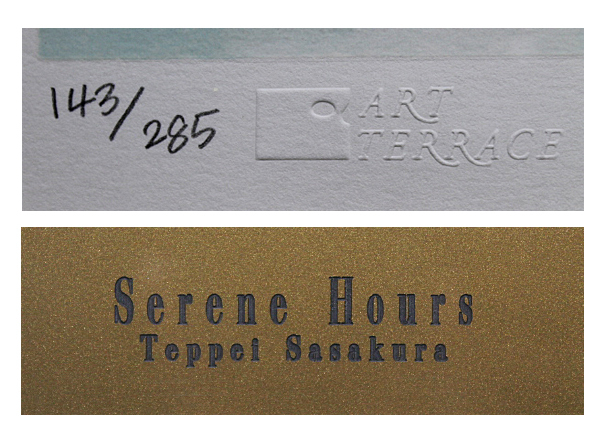 143/285
ART
TERRACE
Serene Hours
Teppei Sasakura